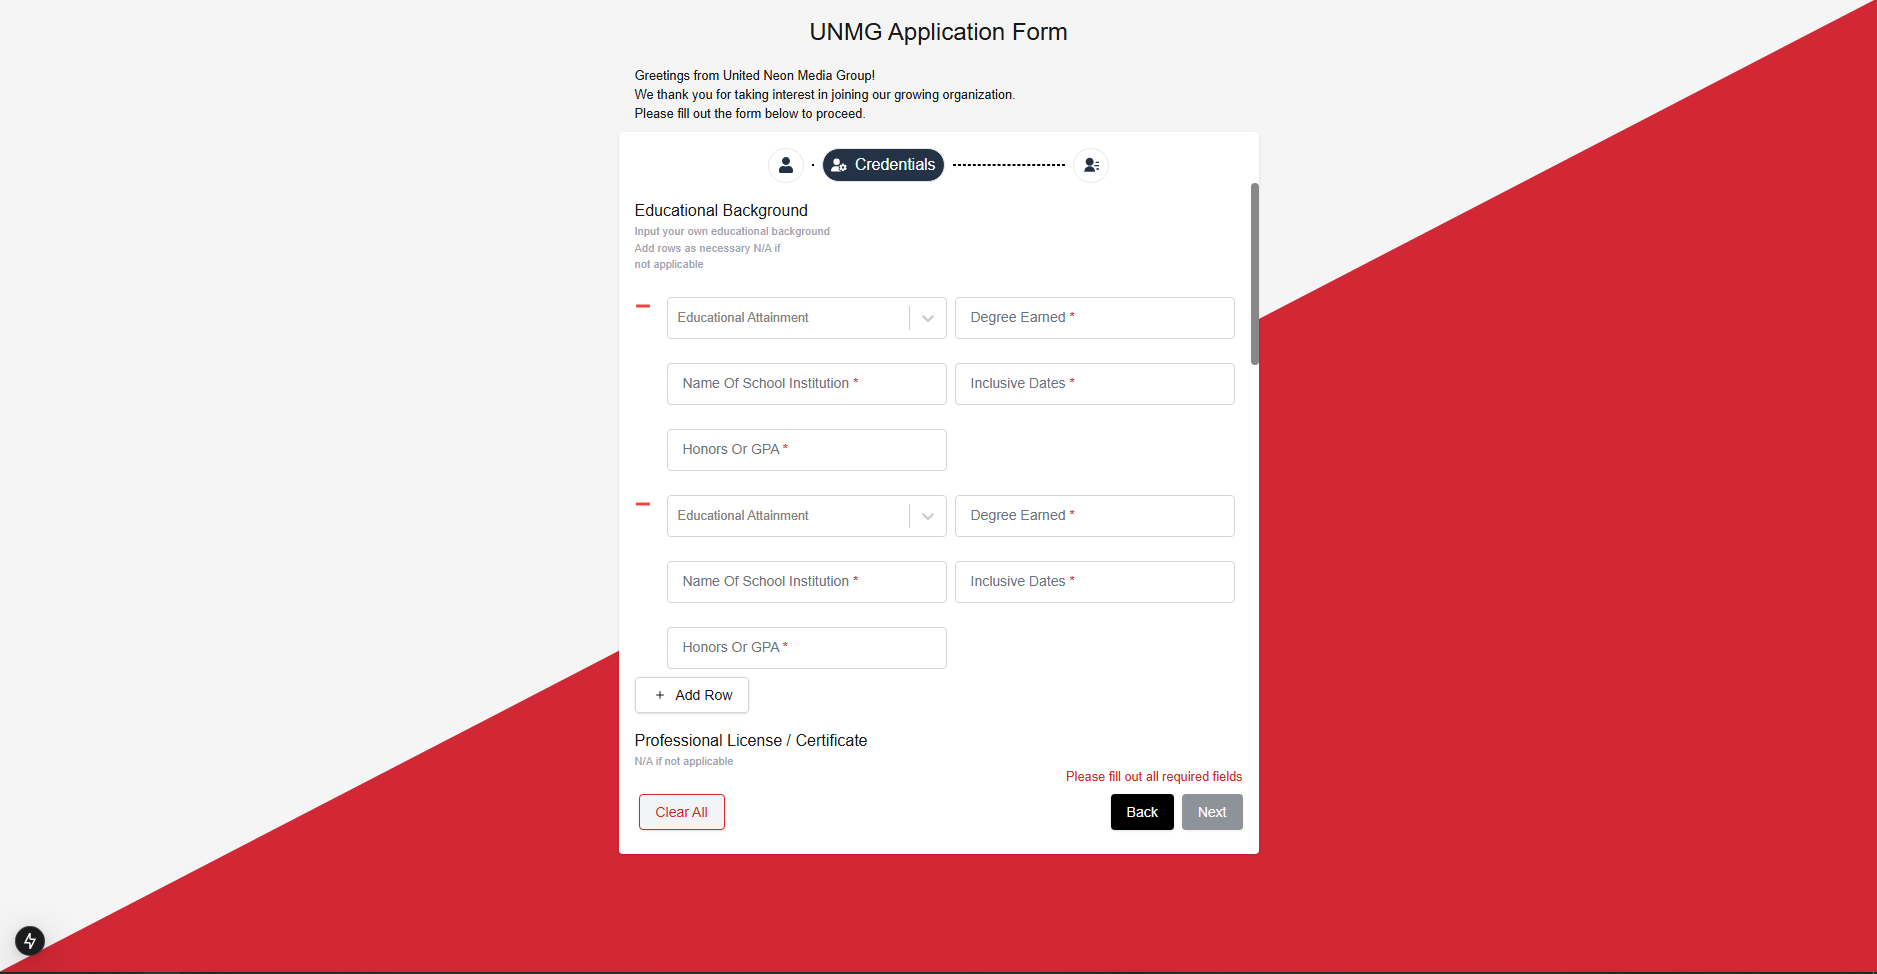 UNMG Application Form
Greetings from United Neon Media Group!
We thank you for taking interest in joining our growing organization.
Please fill out the form below to proceed.
Credentials
Educational Background
Input your own educational background
Add rows as necessary N/A if
not applicable
Educational Attainment
Degree Earned *
Name Of School Institution *
Inclusive Dates *
Honors Or GPA *
Educational Attainment
Degree Earned *
Name Of School Institution *
Inclusive Dates *
Honors Or GPA *
+ Add Row
Professional License / Certificate
N/A if not applicable
Please fill out all required fields
Clear All
Back
Next